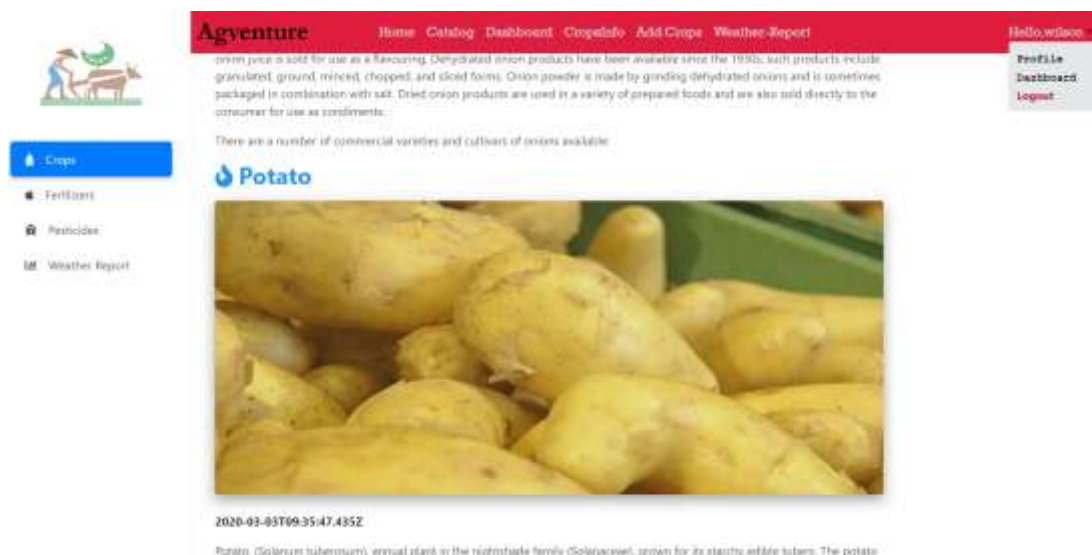 Agventure
Home Catalog Dashboard CropsInfo Add Crops Weather-Report
Hello,wilson
Profile
Dashboard
Logout
Crops
Fertilizers
Pesticides
Weather Report
onion juice is sold for use as a flavouring. Dehydrated onion products have been available since the 1930s; such products include
granulated, ground, minced, chopped, and sliced forms. Onion powder is made by grinding dehydrated onions and is sometimes
packaged in combination with salt. Dried onion products are used in a variety of prepared foods and are also sold directly to the
consumer for use as condiments.
There are a number of commercial varieties and cultivars of onions available:
Potato
2020-03-03T09:35:47.435Z
Potato, (Solanum tuberosum), annual plant in the nightshade family (Solanaceae), grown for its starchy edible tubers. The potato